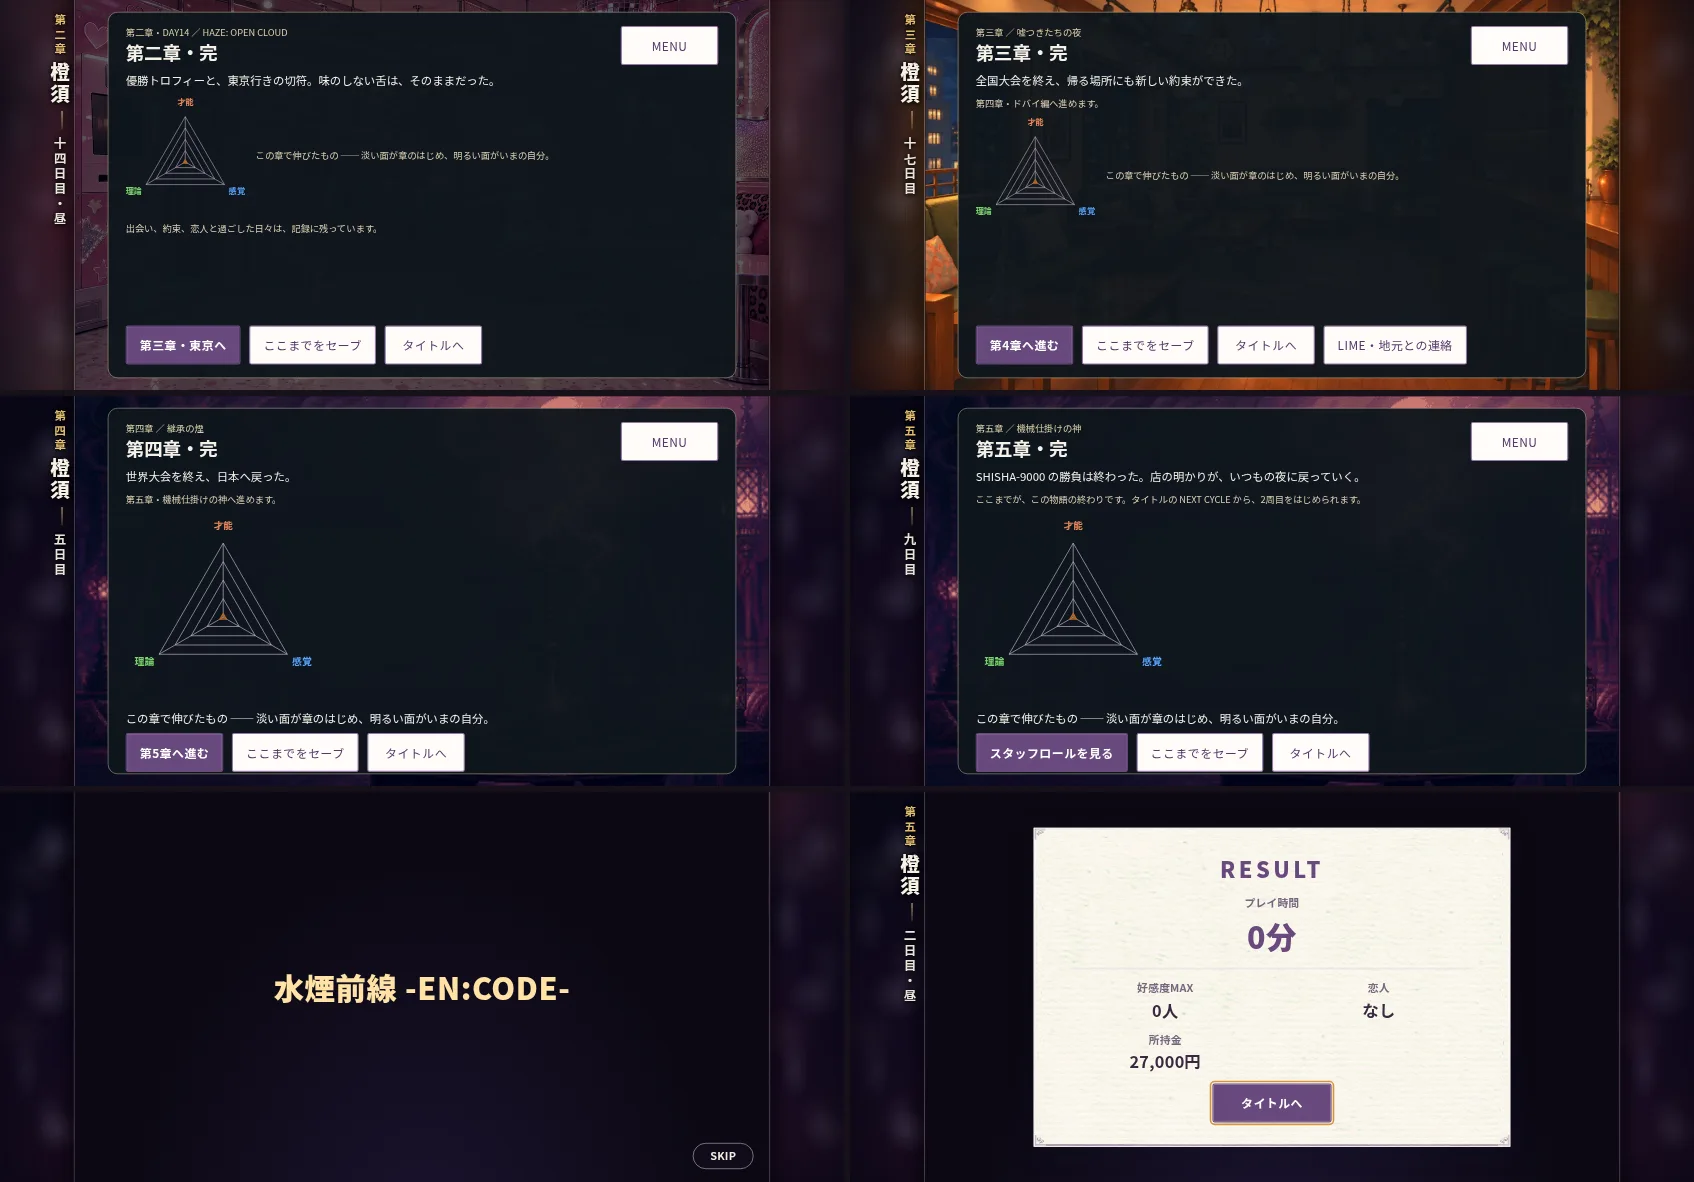 第二章
橙須
十四日目・昼
第二章・DAY14 ／ HAZE: OPEN CLOUD
第二章・完
MENU
優勝トロフィーと、東京行きの切符。味のしない舌は、そのままだった。
才能
理論
感覚
この章で伸びたもの ── 淡い面が章のはじめ、明るい面がいまの自分。
出会い、約束、恋人と過ごした日々は、記録に残っています。
第三章・東京へ
ここまでをセーブ
タイトルへ
第三章
橙須
十七日目
第三章 ／ 嘘つきたちの夜
第三章・完
MENU
全国大会を終え、帰る場所にも新しい約束ができた。
第四章・ドバイ編へ進めます。
才能
理論
感覚
この章で伸びたもの ── 淡い面が章のはじめ、明るい面がいまの自分。
第4章へ進む
ここまでをセーブ
タイトルへ
LIME・地元との連絡
第四章
橙須
五日目
第四章 ／ 継承の煙
第四章・完
MENU
世界大会を終え、日本へ戻った。
第五章・機械仕掛けの神へ進めます。
才能
理論
感覚
この章で伸びたもの ── 淡い面が章のはじめ、明るい面がいまの自分。
第5章へ進む
ここまでをセーブ
タイトルへ
第五章
橙須
九日目
第五章 ／ 機械仕掛けの神
第五章・完
MENU
SHISHA-9000 の勝負は終わった。店の明かりが、いつもの夜に戻っていく。
ここまでが、この物語の終わりです。タイトルの NEXT CYCLE から、2周目をはじめられます。
才能
理論
感覚
この章で伸びたもの ── 淡い面が章のはじめ、明るい面がいまの自分。
スタッフロールを見る
ここまでをセーブ
タイトルへ
水煙前線 -EN:CODE-
SKIP
第五章
橙須
二日目・昼
RESULT
プレイ時間
0分
好感度MAX
0人
恋人
なし
所持金
27,000円
タイトルへ